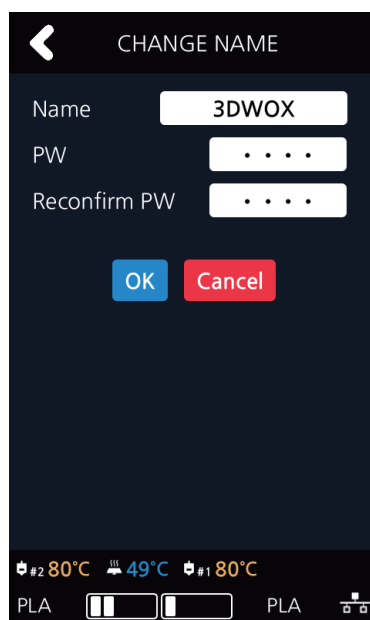 CHANGE NAME
Name 3DWOX
PW ····
Reconfirm PW ····
OK Cancel
#2 80°C 49°C #1 80°C
PLA PLA